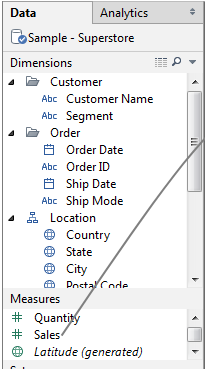 Data Analytics
Sample - Superstore
Dimensions
Customer
Abc Customer Name
Abc Segment
Order
Order Date
Abc Order ID
Ship Date
Abc Ship Mode
Location
Country
State
City
Postal Code
Measures
# Quantity
# Sales
Latitude (generated)